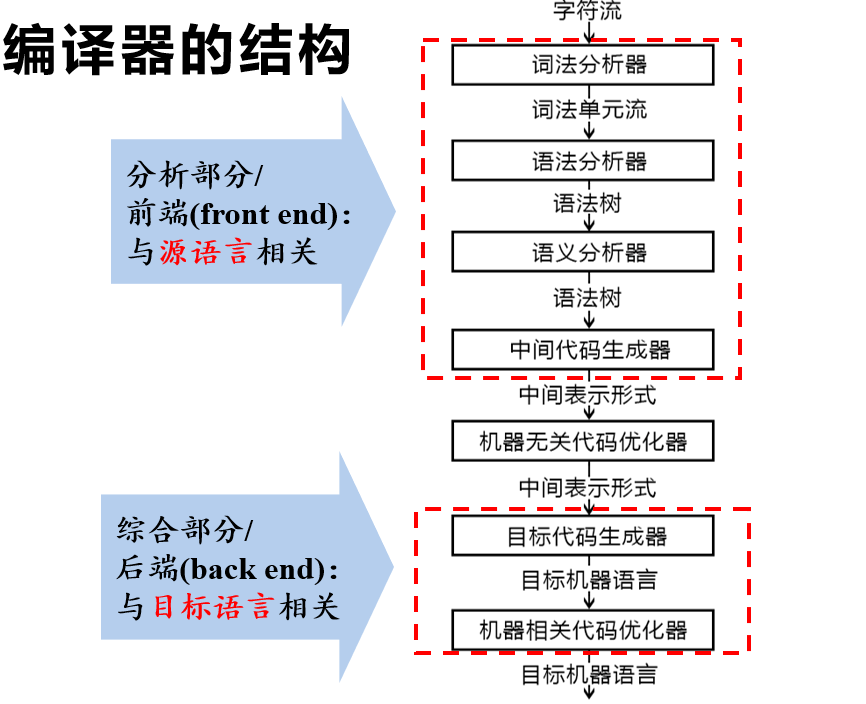 编译器的结构
分析部分/
前端(front end):
与源语言相关
综合部分/
后端(back end):
与目标语言相关
字符流
词法分析器
词法单元流
语法分析器
语法树
语义分析器
语法树
中间代码生成器
中间表示形式
机器无关代码优化器
中间表示形式
目标代码生成器
目标机器语言
机器相关代码优化器
目标机器语言